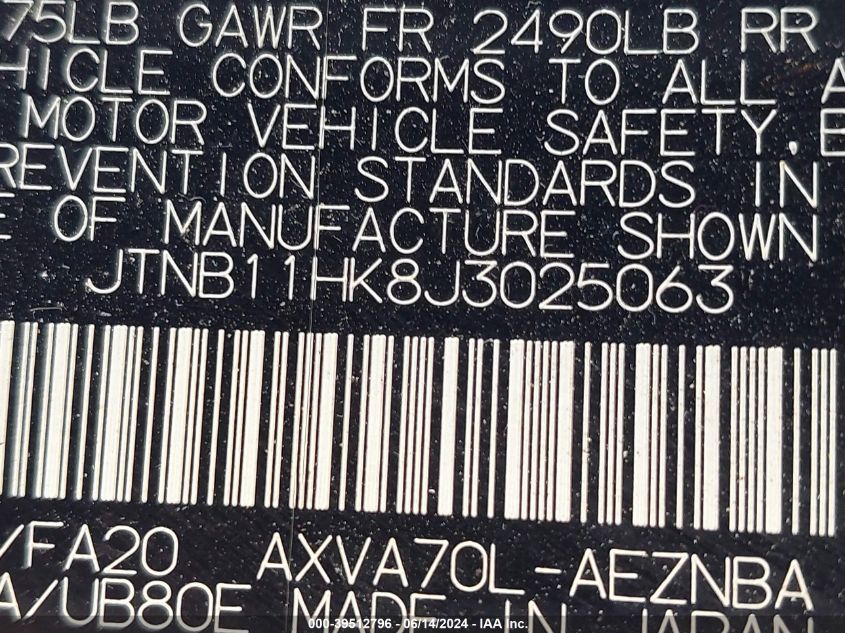 75LB GAWR FR 2490LB RR
HICLE CONFORMS TO ALL A
MOTOR VEHICLE SAFETY, B
REVENTION STANDARDS IN
E OF MANUFACTURE SHOWN
JTNB11HK8J3025063
/FA20 AXVA70L-AEZNBA
A/UB80E MADE IN JAPAN
000-39512796 - 06/14/2024 - IAA Inc.